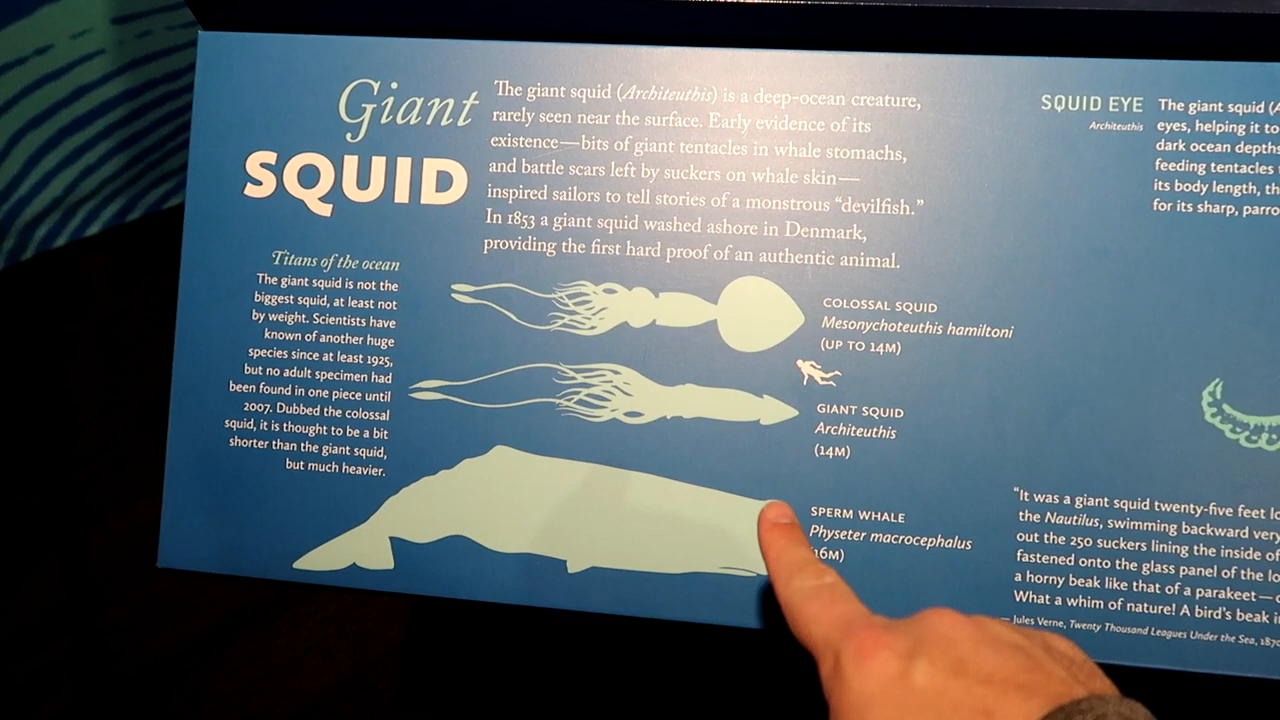 Giant
SQUID
The giant squid (Architeuthis) is a deep-ocean creature,
rarely seen near the surface. Early evidence of its
existence—bits of giant tentacles in whale stomachs,
and battle scars left by suckers on whale skin—
inspired sailors to tell stories of a monstrous “devilfish.”
In 1853 a giant squid washed ashore in Denmark,
providing the first hard proof of an authentic animal.
Titans of the ocean
The giant squid is not the
biggest squid, at least not
by weight. Scientists have
known of another huge
species since at least 1925,
but no adult specimen had
been found in one piece until
2007. Dubbed the colossal
squid, it is thought to be a bit
shorter than the giant squid,
but much heavier.
COLOSSAL SQUID
Mesonychoteuthis hamiltoni
(UP TO 14M)
GIANT SQUID
Architeuthis
(14M)
SPERM WHALE
Physeter macrocephalus
16M)
SQUID EYE
Architeuthis
The giant squid (
eyes, helping it to
dark ocean depths
feeding tentacles
its body length, th
for its sharp, parro
“It was a giant squid twenty-five feet lo
the Nautilus, swimming backward very
out the 250 suckers lining the inside of
fastened onto the glass panel of the lo
a horny beak like that of a parakeet—
What a whim of nature! A bird’s beak i
— Jules Verne, Twenty Thousand Leagues Under the Sea, 1870